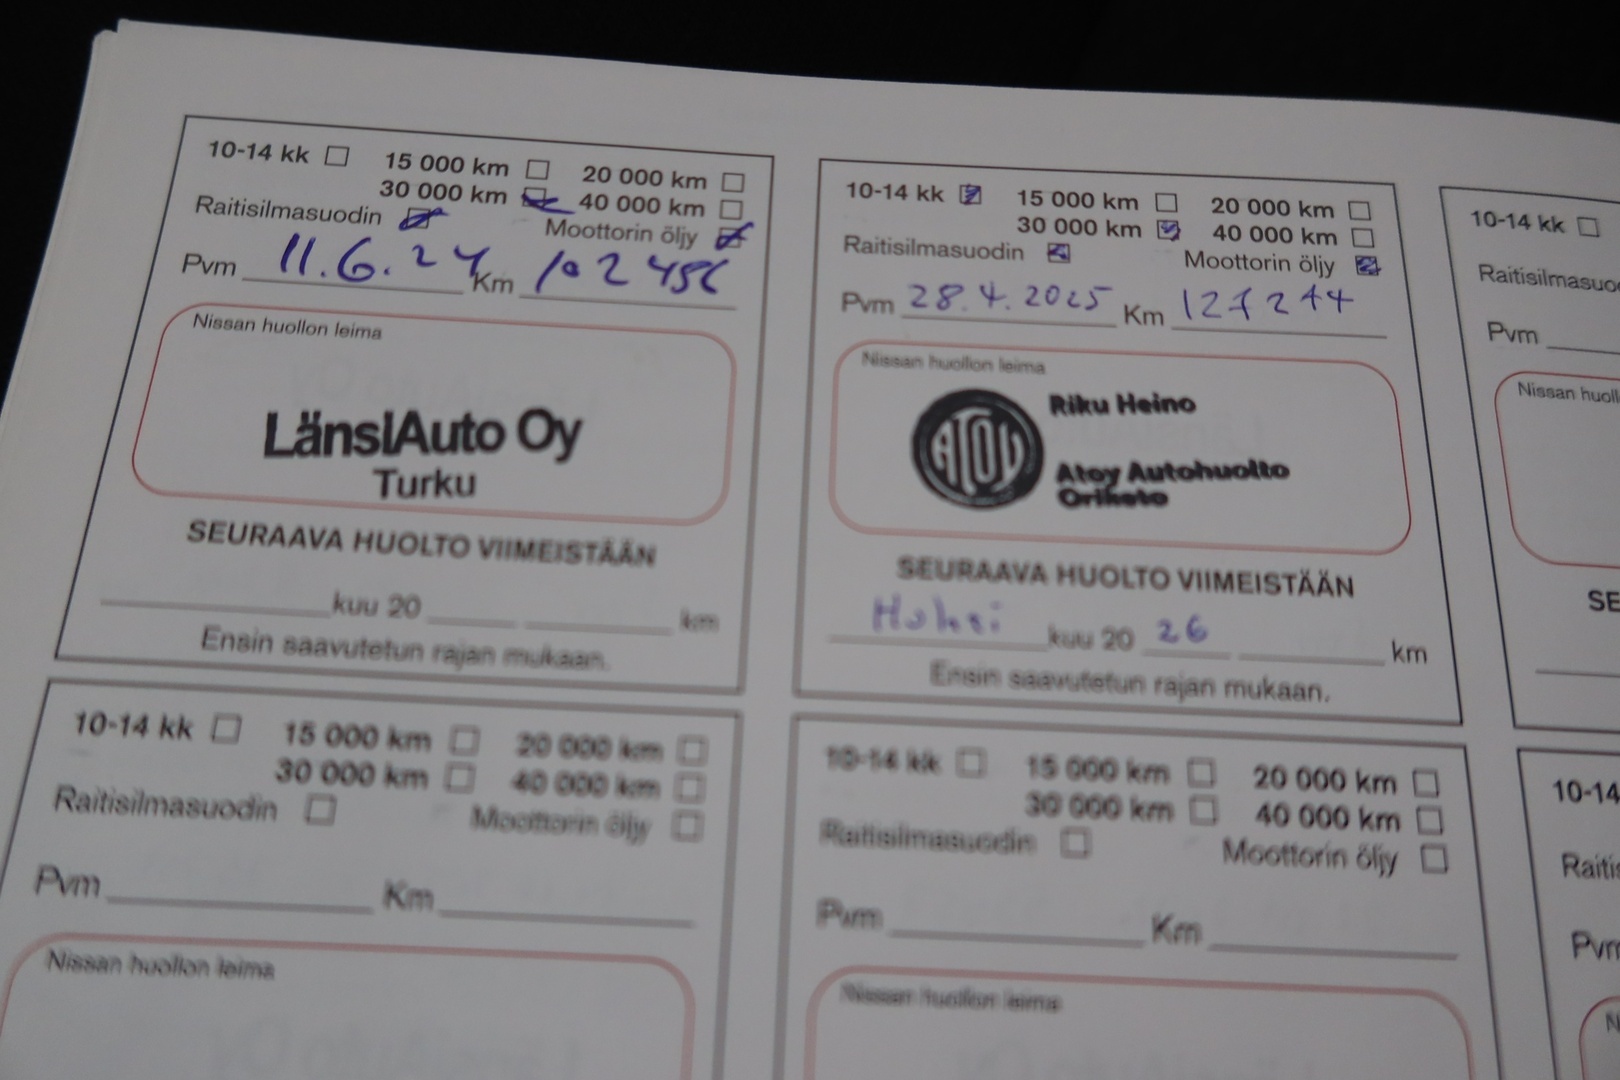 10-14 kk 15 000 km 20 000 km
30 000 km 40 000 km
Raitisilmasuodin Moottorin öljy
Pvm 11.6.24 Km 102456
Nissan huollon leima
LänsiAuto Oy
Turku
SEURAAVA HUOLTO VIIMEISTÄÄN
kuu 20 km
Ensin saavutetun rajan mukaan.
10-14 kk 15 000 km 20 000 km
30 000 km 40 000 km
Raitisilmasuodin Moottorin öljy
Pvm 28.4.2025 Km
Nissan huollon leima
ATOY
Riku Heino
Atoy Autohuolto
Oriketo
SEURAAVA HUOLTO VIIMEISTÄÄN
Huhti kuu 20 26 km
Ensin saavutetun rajan mukaan.
10-14 kk
Raitisilmasuo
Pvm
Nissan huoll
SE
10-14 kk 15 000 km 20 000 km
30 000 km 40 000 km
Raitisilmasuodin Moottorin öljy
Pvm Km
Nissan huollon leima
10-14 kk 15 000 km 20 000 km
30 000 km 40 000 km
Raitisilmasuodin Moottorin öljy
Pvm Km
Nissan huollon leima
10-14
Raitis
Pvm
N